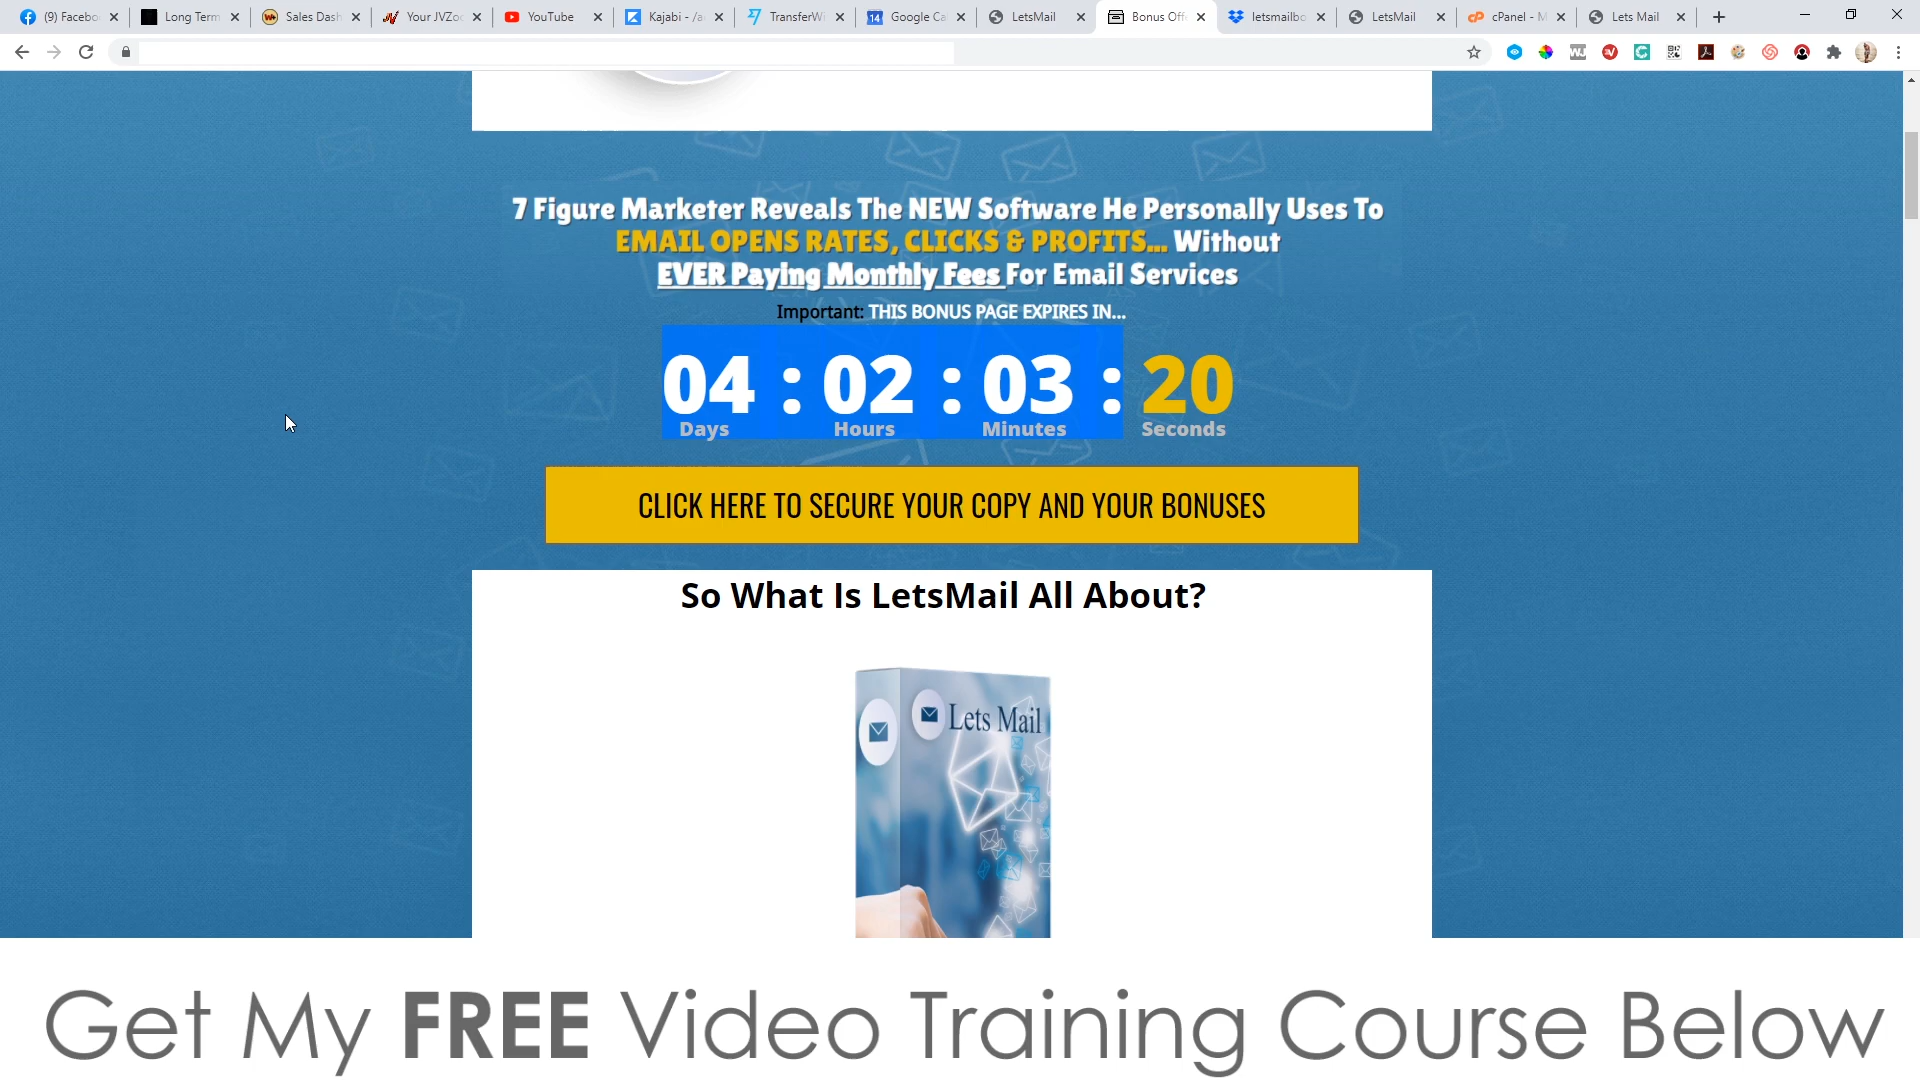 (9) Facebo
Long Term
Sales Dash
Your JVZoo
YouTube
Kajabi - /a
TransferWi
14
Google Ca
LetsMail
Bonus Off
letsmailbo
LetsMail
cPanel - M
Lets Mail
7 Figure Marketer Reveals The NEW Software He Personally Uses To
EMAIL OPENS RATES, CLICKS & PROFITS... Without
EVER Paying Monthly Fees For Email Services
Important: THIS BONUS PAGE EXPIRES IN...
04 : 02 : 03 : 20
Days Hours Minutes Seconds
CLICK HERE TO SECURE YOUR COPY AND YOUR BONUSES
So What Is LetsMail All About?
Lets Mail
Get My FREE Video Training Course Below